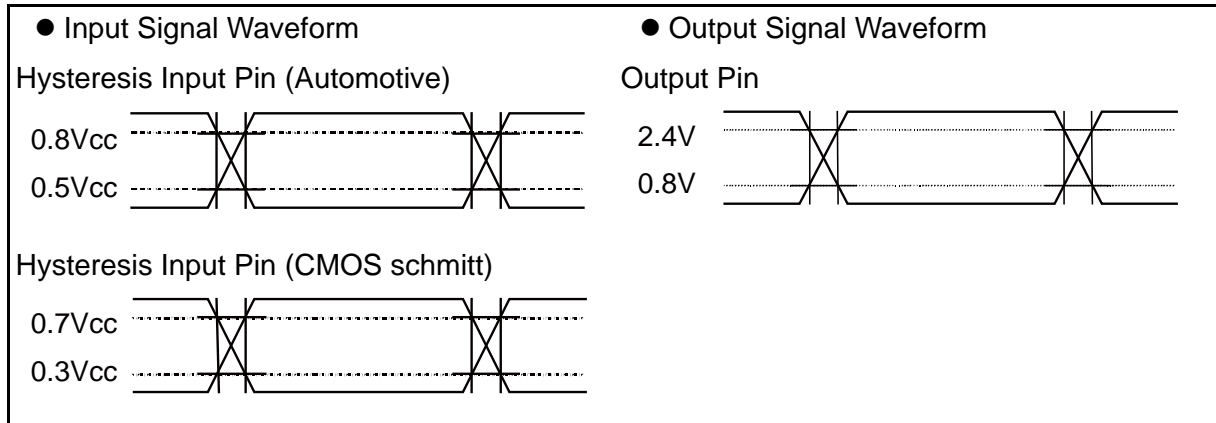 ● Input Signal Waveform
Hysteresis Input Pin (Automotive)
0.8Vcc
0.5Vcc
Hysteresis Input Pin (CMOS schmitt)
0.7Vcc
0.3Vcc
● Output Signal Waveform
Output Pin
2.4V
0.8V